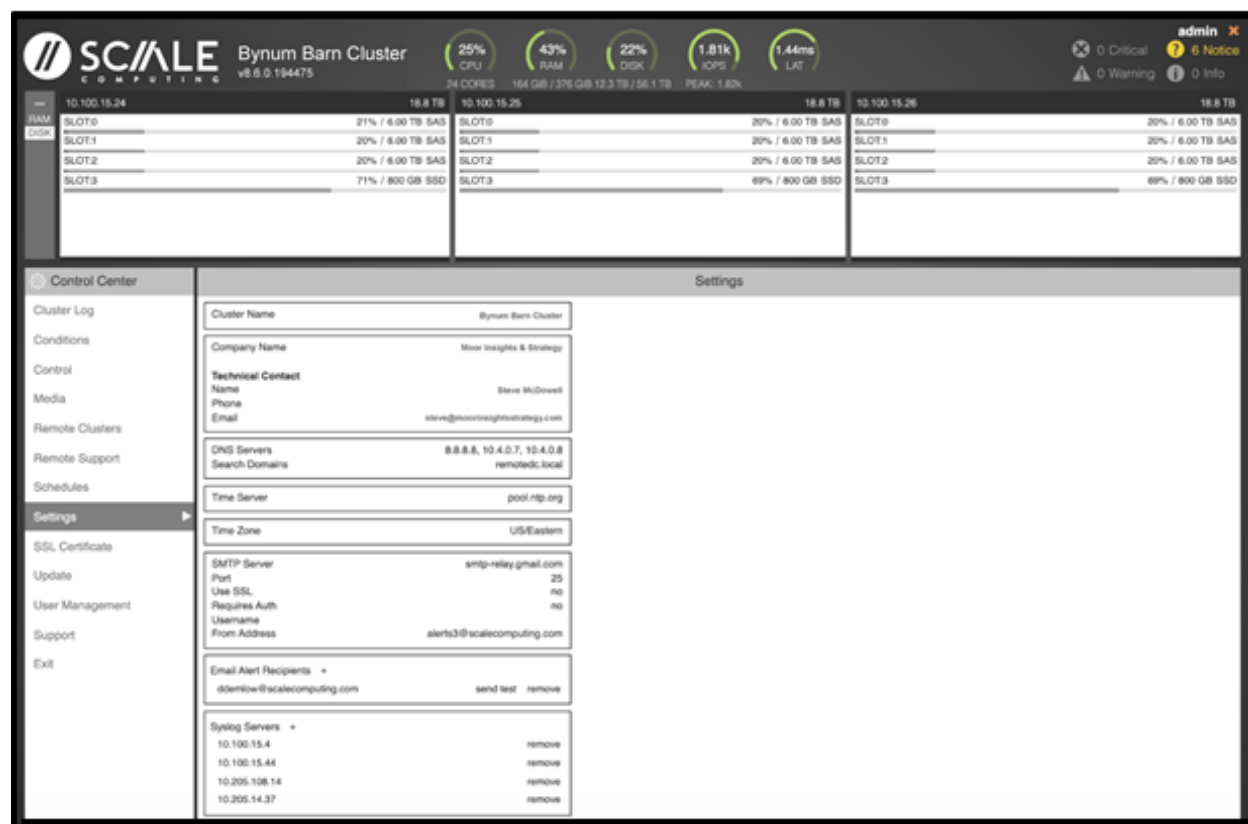 SCALE COMPUTING
Bynum Barn Cluster
v8.6.0.194475
25% CPU
24 CORES
43% RAM
164 GiB / 376 GiB
22% DISK
12.3 TB / 56.1 TB
1.81k IOPS
PEAK: 1.82k
1.44ms LAT
admin
0 Critical
6 Notice
0 Warning
0 Info
RAM
DISK
10.100.15.24 18.8 TB
SLOT:0 21% / 6.00 TB SAS
SLOT:1 20% / 6.00 TB SAS
SLOT:2 20% / 6.00 TB SAS
SLOT:3 71% / 800 GB SSD
10.100.15.25 18.8 TB
SLOT:0 20% / 6.00 TB SAS
SLOT:1 20% / 6.00 TB SAS
SLOT:2 20% / 6.00 TB SAS
SLOT:3 69% / 800 GB SSD
10.100.15.26 18.8 TB
SLOT:0 20% / 6.00 TB SAS
SLOT:1 20% / 6.00 TB SAS
SLOT:2 20% / 6.00 TB SAS
SLOT:3 69% / 800 GB SSD
Control Center
Cluster Log
Conditions
Control
Media
Remote Clusters
Remote Support
Schedules
Settings
SSL Certificate
Update
User Management
Support
Exit
Settings
Cluster Name Bynum Barn Cluster
Company Name Moor Insights & Strategy
Technical Contact
Name Steve McDowell
Phone
Email steve@moorinsightsstrategy.com
DNS Servers 8.8.8.8, 10.4.0.7, 10.4.0.8
Search Domains remotedc.local
Time Server pool.ntp.org
Time Zone US/Eastern
SMTP Server smtp-relay.gmail.com
Port 25
Use SSL no
Requires Auth no
Username
From Address alerts3@scalecomputing.com
Email Alert Recipients +
ddemlow@scalecomputing.com send test remove
Syslog Servers +
10.100.15.4 remove
10.100.15.44 remove
10.205.108.14 remove
10.205.14.37 remove